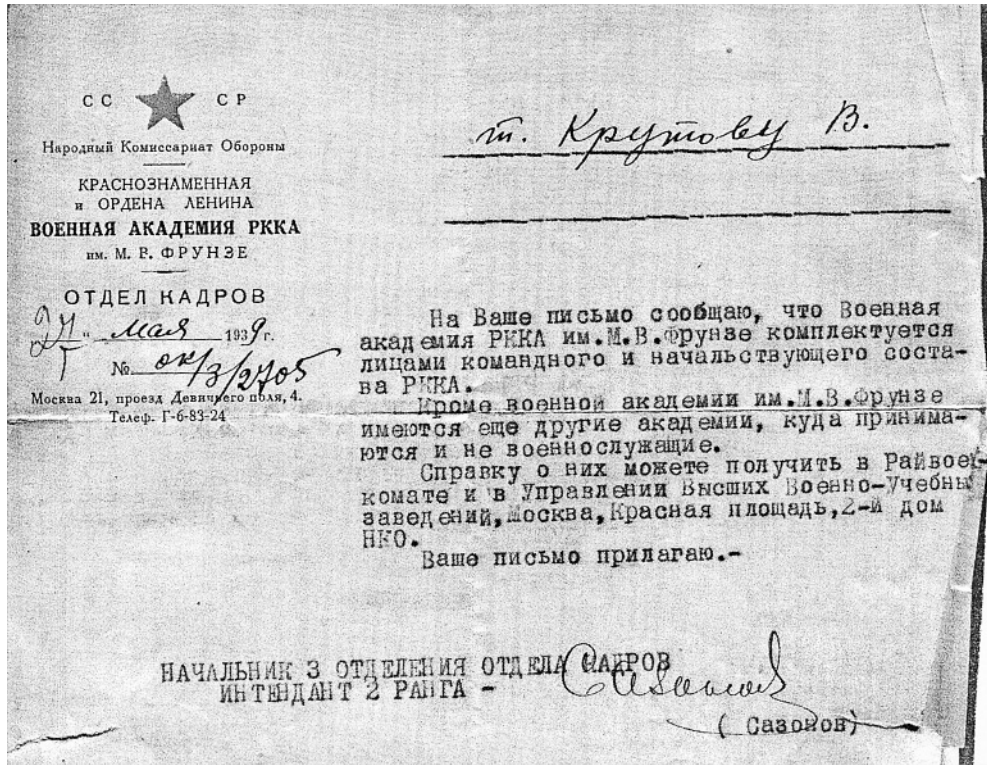 СС СР
Народный Комиссариат Обороны
КРАСНОЗНАМЕННАЯ
и ОРДЕНА ЛЕНИНА
ВОЕННАЯ АКАДЕМИЯ РККА
им. М. В. ФРУНЗЕ
ОТДЕЛ КАДРОВ
" Мая 1939 г.
№ ок/3/2705
Москва 21, проезд Девичьего поля, 4.
Телеф. Г-6-83-24
т. Крутову В.
На Ваше письмо сообщаю, что Военная
академия РККА им.М.В.Фрунзе комплектуется
лицами командного и начальствующего соста-
ва РККА.
Кроме военной академии им.М.В.Фрунзе
имеются еще другие академии, куда принима-
ются и не военнослужащие.
Справку о них можете получить в Райвоен-
комате и в Управлении Высших Военно-Учебны
заведений,Москва,Красная площадь,2-й дом
НКО.
Ваше письмо прилагаю.-
НАЧАЛЬНИК 3 ОТДЕЛЕНИЯ ОТДЕЛА КАДРОВ
ИНТЕНДАНТ 2 РАНГА - Сазонов
( Сазонов)